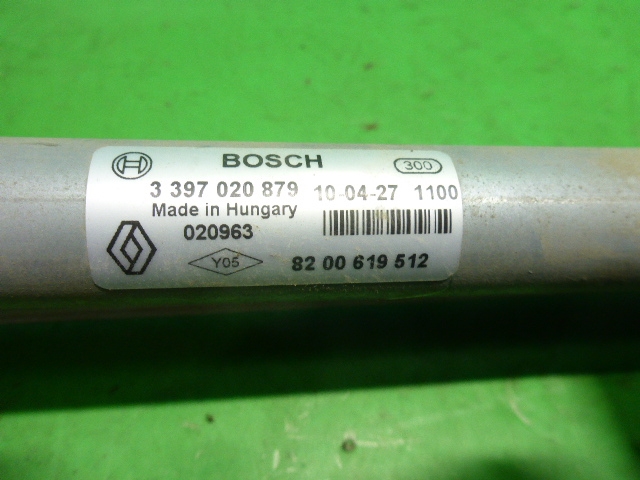 BOSCH 300
3 397 020 879 10-04-27 1100
Made in Hungary
020963
Y05 82 00 619 512